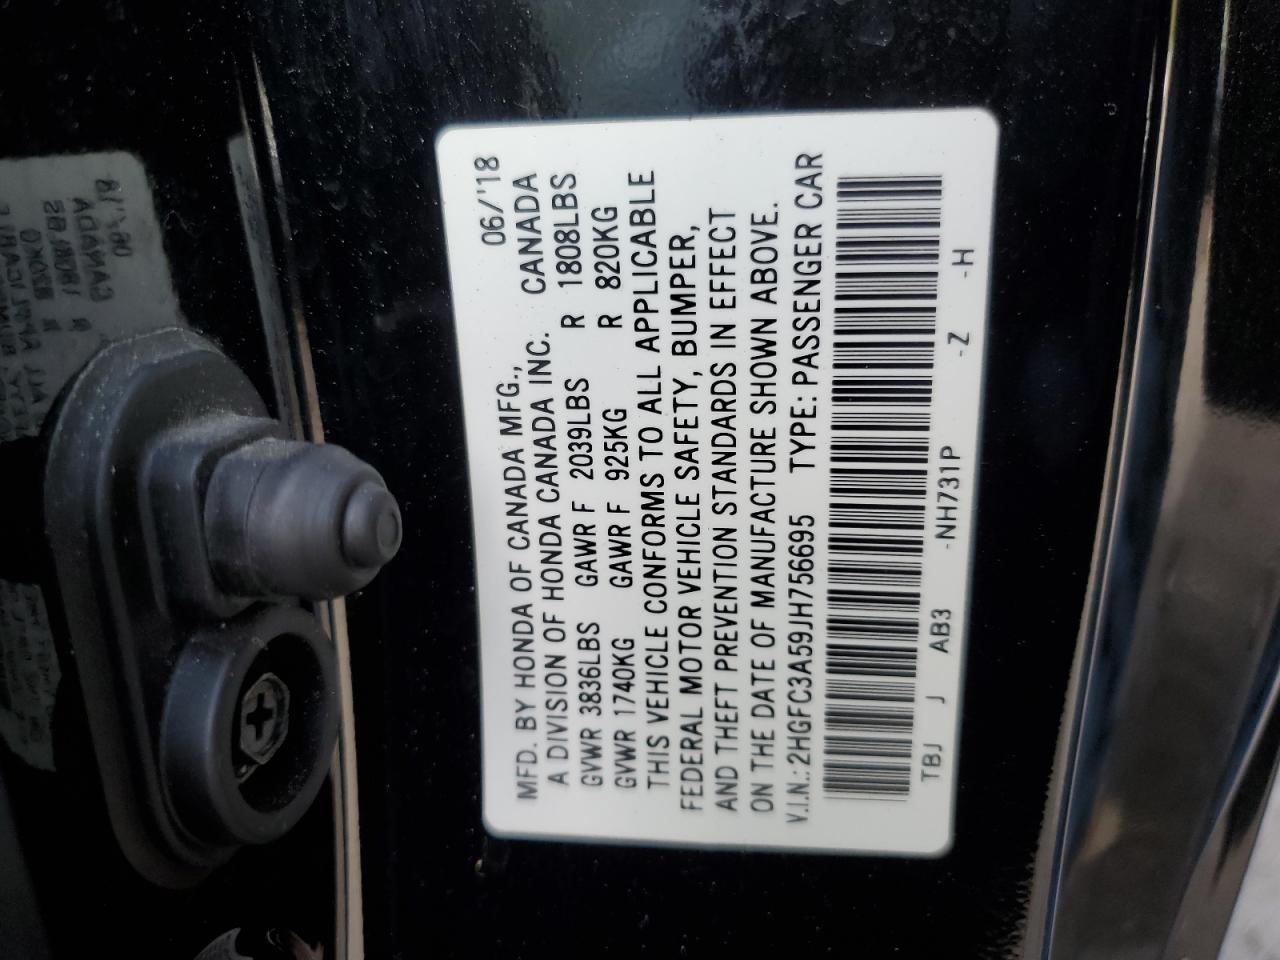 06/'18
MFD. BY HONDA OF CANADA MFG.,
A DIVISION OF HONDA CANADA INC. CANADA
GVWR 3836LBS GAWR F 2039LBS R 1808LBS
GVWR 1740KG GAWR F 925KG R 820KG
THIS VEHICLE CONFORMS TO ALL APPLICABLE
FEDERAL MOTOR VEHICLE SAFETY, BUMPER,
AND THEFT PREVENTION STANDARDS IN EFFECT
ON THE DATE OF MANUFACTURE SHOWN ABOVE.
V.I.N.: 2HGFC3A59JH756695 TYPE: PASSENGER CAR
TBJ J AB3 -NH731P -Z -H